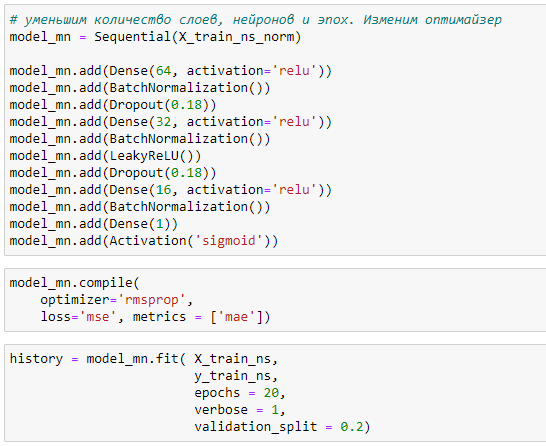 # уменьшим количество слоев, нейронов и эпох. Изменим оптимайзер
model_mn = Sequential(X_train_ns_norm)
model_mn.add(Dense(64, activation='relu'))
model_mn.add(BatchNormalization())
model_mn.add(Dropout(0.18))
model_mn.add(Dense(32, activation='relu'))
model_mn.add(BatchNormalization())
model_mn.add(LeakyReLU())
model_mn.add(Dropout(0.18))
model_mn.add(Dense(16, activation='relu'))
model_mn.add(BatchNormalization())
model_mn.add(Dense(1))
model_mn.add(Activation('sigmoid'))
model_mn.compile(
    optimizer='rmsprop',
    loss='mse', metrics = ['mae'])
history = model_mn.fit( X_train_ns,
                        y_train_ns,
                        epochs = 20,
                        verbose = 1,
                        validation_split = 0.2)